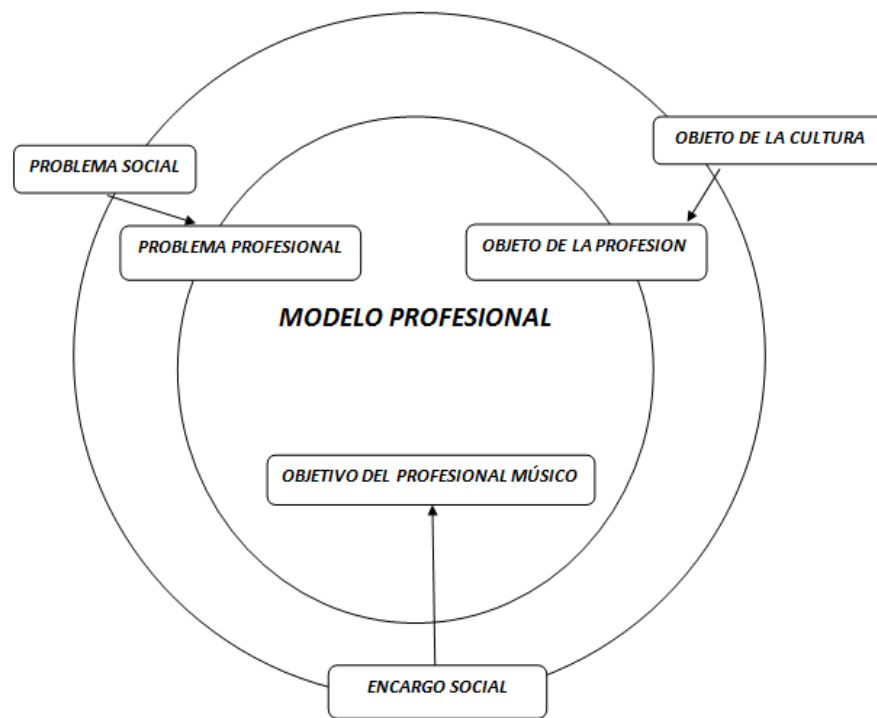 OBJETO DE LA CULTURA
PROBLEMA SOCIAL
PROBLEMA PROFESIONAL
OBJETO DE LA PROFESION
MODELO PROFESIONAL
OBJETIVO DEL PROFESIONAL MÚSICO
ENCARGO SOCIAL